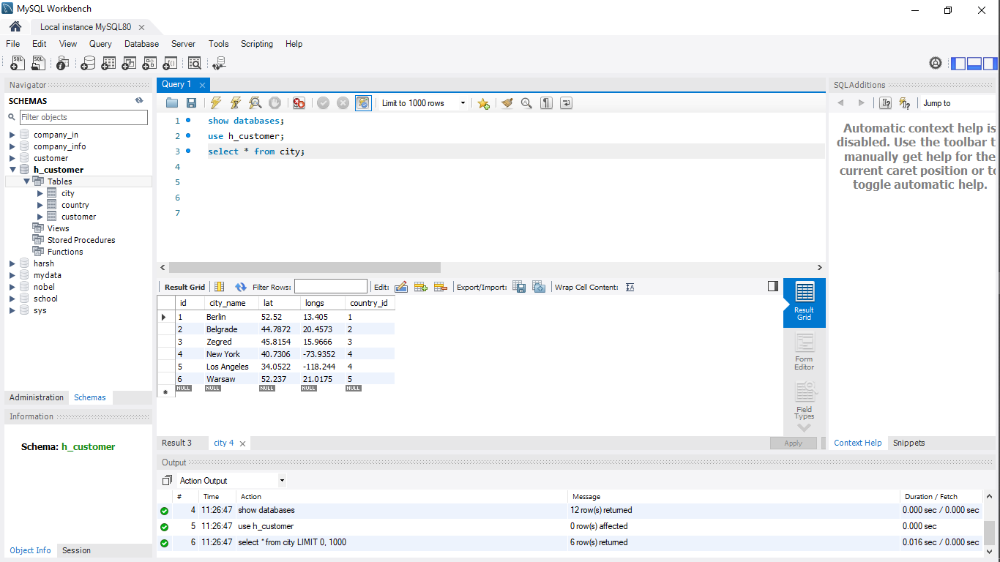 MySQL Workbench
Local instance MySQL80
File Edit View Query Database Server Tools Scripting Help
Navigator
SCHEMAS
Filter objects
company_in
company_info
customer
h_customer
Tables
city
country
customer
Views
Stored Procedures
Functions
harsh
mydata
nobel
school
sys
Administration Schemas
Information
Schema: h_customer
Object Info Session
Query 1
Limit to 1000 rows
1 show databases;
2 use h_customer;
3 select * from city;
4
5
6
7
Result Grid Filter Rows: Edit: Export/Import: Wrap Cell Content:
id city_name lat longs country_id
1 Berlin 52.52 13.405 1
2 Belgrade 44.7872 20.4573 2
3 Zegred 45.8154 15.9666 3
4 New York 40.7306 -73.9352 4
5 Los Angeles 34.0522 -118.244 4
6 Warsaw 52.237 21.0175 5
NULL NULL NULL NULL NULL
Result Grid
Form Editor
Field Types
Result 3 city 4
Apply
SQLAdditions
Jump to
Automatic context help is
disabled. Use the toolbar t
manually get help for the
current caret position or to
toggle automatic help.
Context Help Snippets
Output
Action Output
# Time Action Message Duration / Fetch
4 11:26:47 show databases 12 row(s) returned 0.000 sec / 0.000 sec
5 11:26:47 use h_customer 0 row(s) affected 0.000 sec
6 11:26:47 select * from city LIMIT 0, 1000 6 row(s) returned 0.016 sec / 0.000 sec